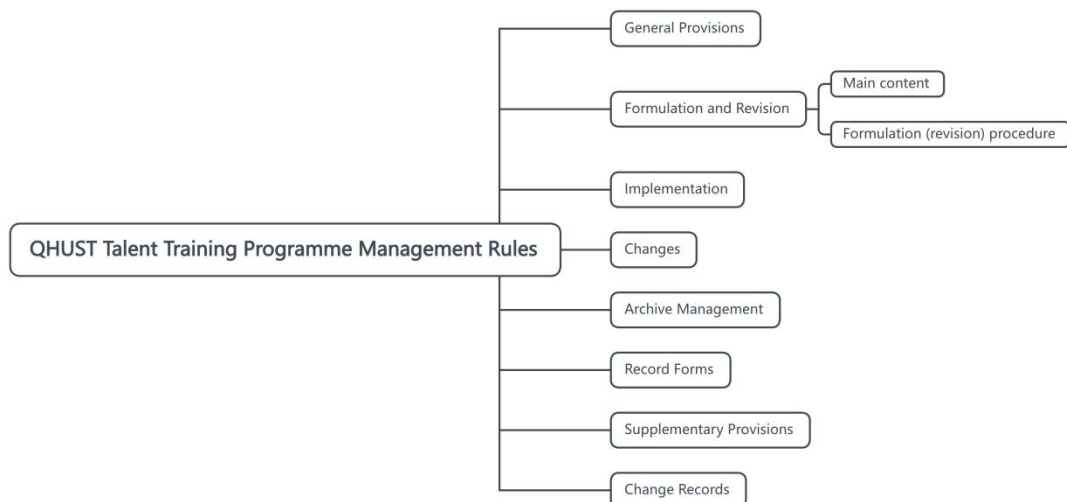 QHUST Talent Training Programme Management Rules
General Provisions
Formulation and Revision
Main content
Formulation (revision) procedure
Implementation
Changes
Archive Management
Record Forms
Supplementary Provisions
Change Records